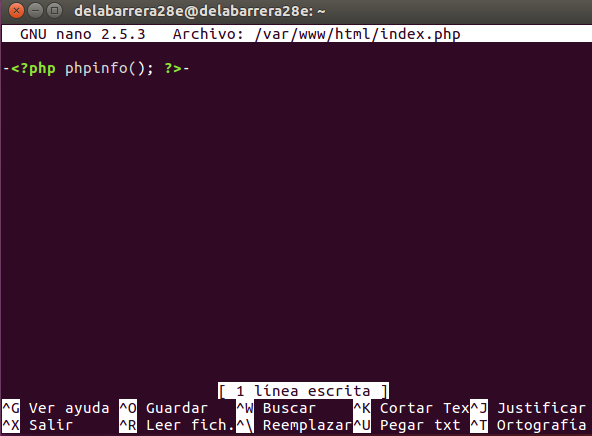 delabarrera28e@delabarrera28e: ~
GNU nano 2.5.3 Archivo: /var/www/html/index.php
-<?php phpinfo(); ?>-
[ 1 línea escrita ]
^G Ver ayuda ^O Guardar ^W Buscar ^K Cortar Tex^J Justificar
^X Salir ^R Leer fich.^\ Reemplazar^U Pegar txt ^T Ortografía